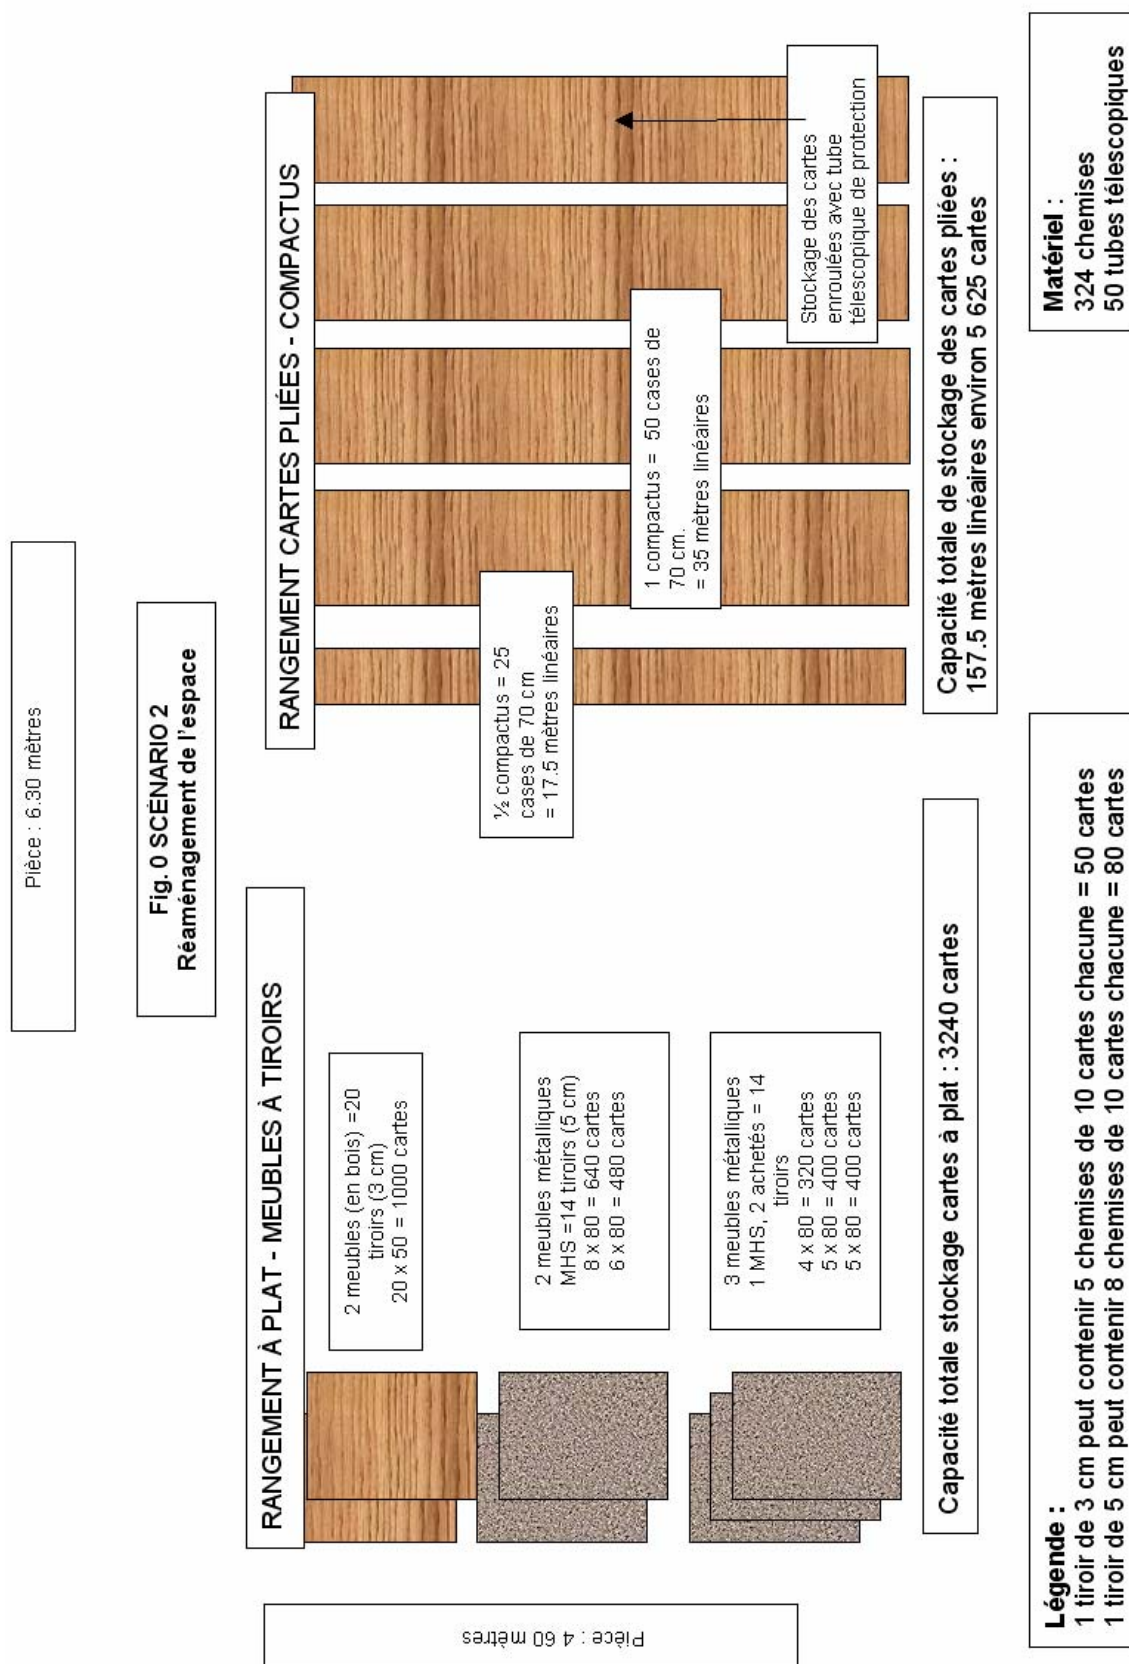 Pièce : 6.30 mètres
Fig. 0 SCÉNARIO 2
Réaménagement de l'espace
RANGEMENT À PLAT - MEUBLES À TIROIRS
RANGEMENT CARTES PLIÉES - COMPACTUS
Pièce : 4 60 mètres
2 meubles (en bois) =20
tiroirs (3 cm)
20 x 50 = 1000 cartes
2 meubles métalliques
MHS =14 tiroirs (5 cm)
8 x 80 = 640 cartes
6 x 80 = 480 cartes
3 meubles métalliques
1 MHS, 2 achetés = 14
tiroirs
4 x 80 = 320 cartes
5 x 80 = 400 cartes
5 x 80 = 400 cartes
½ compactus = 25
cases de 70 cm
= 17.5 mètres linéaires
1 compactus = 50 cases de
70 cm.
= 35 mètres linéaires
Stockage des cartes
enroulées avec tube
télescopique de protection
Capacité totale stockage cartes à plat : 3240 cartes
Capacité totale de stockage des cartes pliées :
157.5 mètres linéaires environ 5 625 cartes
Légende :
1 tiroir de 3 cm peut contenir 5 chemises de 10 cartes chacune = 50 cartes
1 tiroir de 5 cm peut contenir 8 chemises de 10 cartes chacune = 80 cartes
Matériel :
324 chemises
50 tubes télescopiques